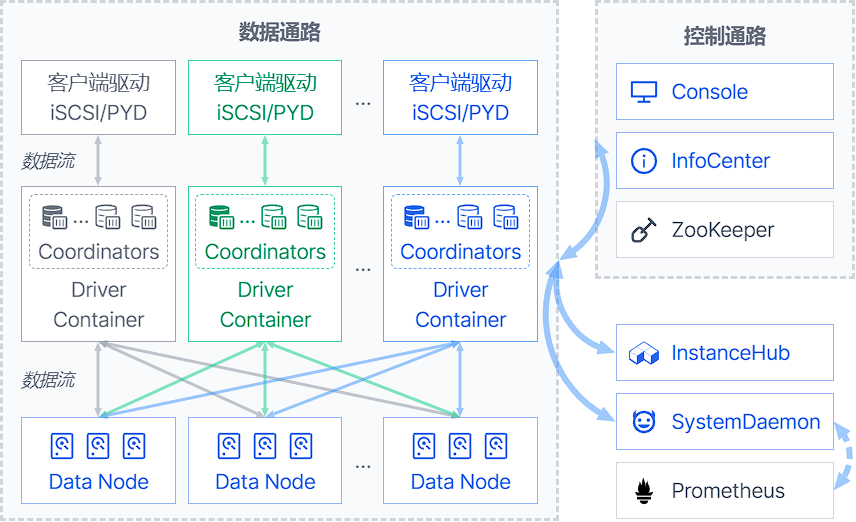 数据通路
客户端驱动
iSCSI/PYD
客户端驱动
iSCSI/PYD
...
客户端驱动
iSCSI/PYD
数据流
...
Coordinators
Driver
Container
...
Coordinators
Driver
Container
...
...
Coordinators
Driver
Container
数据流
Data Node
Data Node
...
Data Node
控制通路
Console
InfoCenter
ZooKeeper
InstanceHub
SystemDaemon
Prometheus